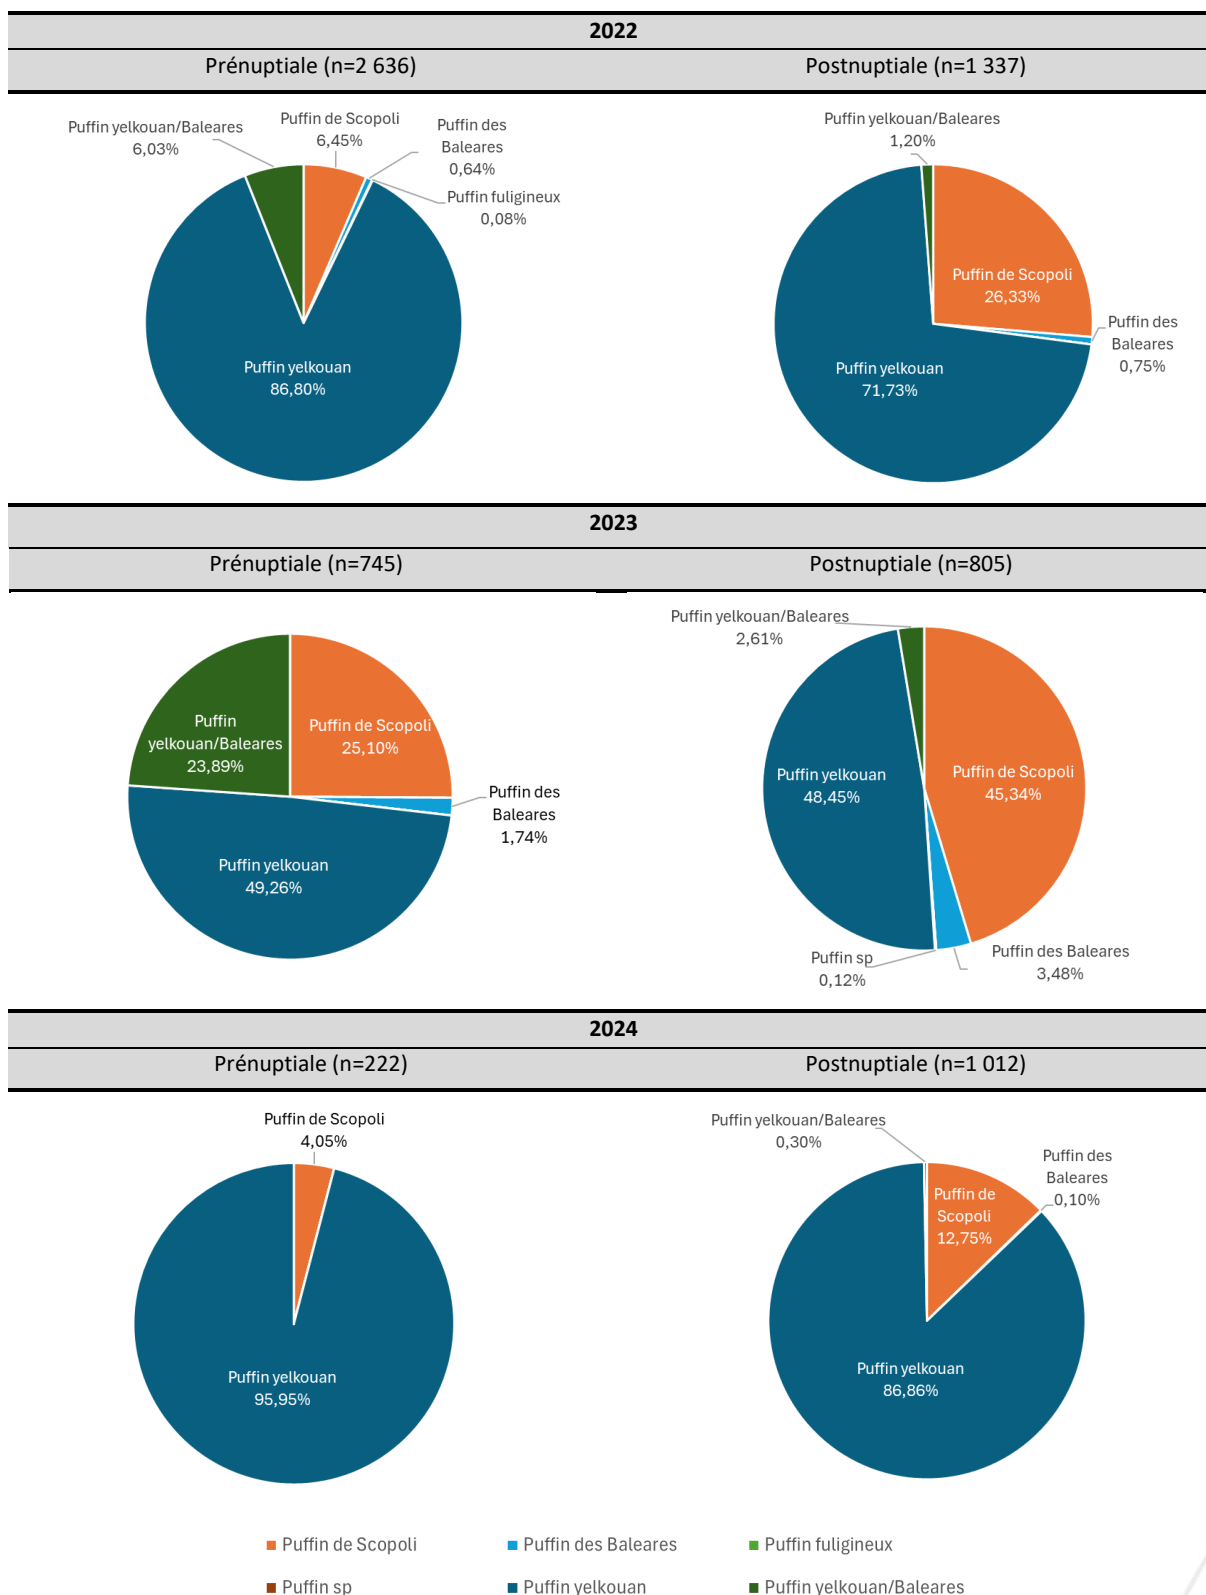 2022
Prénuptiale (n=2 636)
Postnuptiale (n=1 337)
Puffin yelkouan/Baleares
6,03%
Puffin de Scopoli
6,45%
Puffin des
Baleares
0,64%
Puffin fuligineux
0,08%
Puffin yelkouan
86,80%
Puffin yelkouan/Baleares
1,20%
Puffin de Scopoli
26,33%
Puffin des
Baleares
0,75%
Puffin yelkouan
71,73%
2023
Prénuptiale (n=745)
Postnuptiale (n=805)
Puffin
yelkouan/Baleares
23,89%
Puffin de Scopoli
25,10%
Puffin des
Baleares
1,74%
Puffin yelkouan
49,26%
Puffin yelkouan/Baleares
2,61%
Puffin yelkouan
48,45%
Puffin de Scopoli
45,34%
Puffin sp
0,12%
Puffin des Baleares
3,48%
2024
Prénuptiale (n=222)
Postnuptiale (n=1 012)
Puffin de Scopoli
4,05%
Puffin yelkouan
95,95%
Puffin yelkouan/Baleares
0,30%
Puffin des
Baleares
0,10%
Puffin de
Scopoli
12,75%
Puffin yelkouan
86,86%
Puffin de Scopoli
Puffin des Baleares
Puffin fuligineux
Puffin sp
Puffin yelkouan
Puffin yelkouan/Baleares